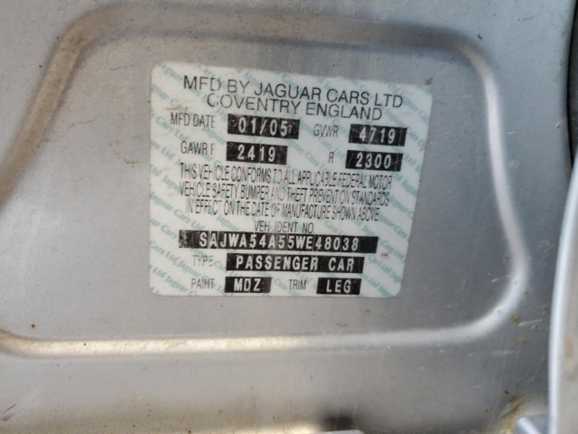 MFD BY JAGUAR CARS LTD
COVENTRY ENGLAND
MFD DATE 01/05 GVWR 4719
GAWR F 2419 R 2300
THIS VEHICLE CONFORMS TO ALL APPLICABLE FEDERAL MOTOR
VEHICLE SAFETY BUMPER AND THEFT PREVENTION STANDARDS
IN EFFECT ON THE DATE OF MANUFACTURE SHOWN ABOVE.
VEHICLE IDENT NO
SAJWA54A55WE48038
TYPE PASSENGER CAR
PAINT MDZ TRIM LEG